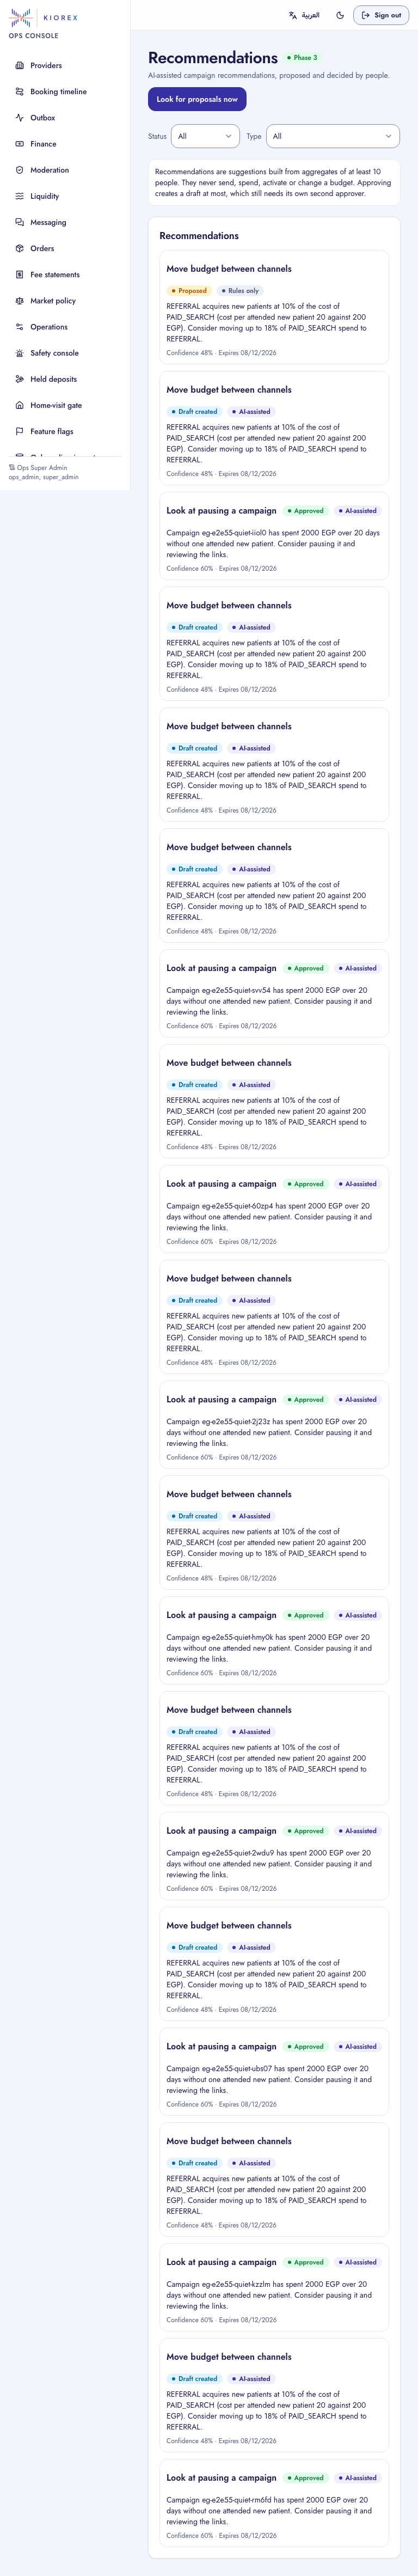 KIOREX
OPS CONSOLE
Providers
Booking timeline
Outbox
Finance
Moderation
Liquidity
Messaging
Orders
Fee statements
Market policy
Operations
Safety console
Held deposits
Home-visit gate
Feature flags
Ops Super Admin
ops_admin, super_admin
العربية
Sign out
Recommendations
Phase 3
AI-assisted campaign recommendations, proposed and decided by people.
Look for proposals now
Status
All
Type
All
Recommendations are suggestions built from aggregates of at least 10
people. They never send, spend, activate or change a budget. Approving
creates a draft at most, which still needs its own second approver.
Recommendations
Move budget between channels
Proposed
Rules only
REFERRAL acquires new patients at 10% of the cost of
PAID_SEARCH (cost per attended new patient 20 against 200
EGP). Consider moving up to 18% of PAID_SEARCH spend to
REFERRAL.
Confidence 48% · Expires 08/12/2026
Move budget between channels
Draft created
AI-assisted
REFERRAL acquires new patients at 10% of the cost of
PAID_SEARCH (cost per attended new patient 20 against 200
EGP). Consider moving up to 18% of PAID_SEARCH spend to
REFERRAL.
Confidence 48% · Expires 08/12/2026
Look at pausing a campaign
Approved
AI-assisted
Campaign eg-e2e55-quiet-iiol0 has spent 2000 EGP over 20 days
without one attended new patient. Consider pausing it and
reviewing the links.
Confidence 60% · Expires 08/12/2026
Move budget between channels
Draft created
AI-assisted
REFERRAL acquires new patients at 10% of the cost of
PAID_SEARCH (cost per attended new patient 20 against 200
EGP). Consider moving up to 18% of PAID_SEARCH spend to
REFERRAL.
Confidence 48% · Expires 08/12/2026
Move budget between channels
Draft created
AI-assisted
REFERRAL acquires new patients at 10% of the cost of
PAID_SEARCH (cost per attended new patient 20 against 200
EGP). Consider moving up to 18% of PAID_SEARCH spend to
REFERRAL.
Confidence 48% · Expires 08/12/2026
Move budget between channels
Draft created
AI-assisted
REFERRAL acquires new patients at 10% of the cost of
PAID_SEARCH (cost per attended new patient 20 against 200
EGP). Consider moving up to 18% of PAID_SEARCH spend to
REFERRAL.
Confidence 48% · Expires 08/12/2026
Look at pausing a campaign
Approved
AI-assisted
Campaign eg-e2e55-quiet-svv54 has spent 2000 EGP over 20
days without one attended new patient. Consider pausing it and
reviewing the links.
Confidence 60% · Expires 08/12/2026
Move budget between channels
Draft created
AI-assisted
REFERRAL acquires new patients at 10% of the cost of
PAID_SEARCH (cost per attended new patient 20 against 200
EGP). Consider moving up to 18% of PAID_SEARCH spend to
REFERRAL.
Confidence 48% · Expires 08/12/2026
Look at pausing a campaign
Approved
AI-assisted
Campaign eg-e2e55-quiet-60zp4 has spent 2000 EGP over 20
days without one attended new patient. Consider pausing it and
reviewing the links.
Confidence 60% · Expires 08/12/2026
Move budget between channels
Draft created
AI-assisted
REFERRAL acquires new patients at 10% of the cost of
PAID_SEARCH (cost per attended new patient 20 against 200
EGP). Consider moving up to 18% of PAID_SEARCH spend to
REFERRAL.
Confidence 48% · Expires 08/12/2026
Look at pausing a campaign
Approved
AI-assisted
Campaign eg-e2e55-quiet-2j23z has spent 2000 EGP over 20
days without one attended new patient. Consider pausing it and
reviewing the links.
Confidence 60% · Expires 08/12/2026
Move budget between channels
Draft created
AI-assisted
REFERRAL acquires new patients at 10% of the cost of
PAID_SEARCH (cost per attended new patient 20 against 200
EGP). Consider moving up to 18% of PAID_SEARCH spend to
REFERRAL.
Confidence 48% · Expires 08/12/2026
Look at pausing a campaign
Approved
AI-assisted
Campaign eg-e2e55-quiet-hmy0k has spent 2000 EGP over 20
days without one attended new patient. Consider pausing it and
reviewing the links.
Confidence 60% · Expires 08/12/2026
Move budget between channels
Draft created
AI-assisted
REFERRAL acquires new patients at 10% of the cost of
PAID_SEARCH (cost per attended new patient 20 against 200
EGP). Consider moving up to 18% of PAID_SEARCH spend to
REFERRAL.
Confidence 48% · Expires 08/12/2026
Look at pausing a campaign
Approved
AI-assisted
Campaign eg-e2e55-quiet-2wdu9 has spent 2000 EGP over 20
days without one attended new patient. Consider pausing it and
reviewing the links.
Confidence 60% · Expires 08/12/2026
Move budget between channels
Draft created
AI-assisted
REFERRAL acquires new patients at 10% of the cost of
PAID_SEARCH (cost per attended new patient 20 against 200
EGP). Consider moving up to 18% of PAID_SEARCH spend to
REFERRAL.
Confidence 48% · Expires 08/12/2026
Look at pausing a campaign
Approved
AI-assisted
Campaign eg-e2e55-quiet-ubs07 has spent 2000 EGP over 20
days without one attended new patient. Consider pausing it and
reviewing the links.
Confidence 60% · Expires 08/12/2026
Move budget between channels
Draft created
AI-assisted
REFERRAL acquires new patients at 10% of the cost of
PAID_SEARCH (cost per attended new patient 20 against 200
EGP). Consider moving up to 18% of PAID_SEARCH spend to
REFERRAL.
Confidence 48% · Expires 08/12/2026
Look at pausing a campaign
Approved
AI-assisted
Campaign eg-e2e55-quiet-kzzlm has spent 2000 EGP over 20
days without one attended new patient. Consider pausing it and
reviewing the links.
Confidence 60% · Expires 08/12/2026
Move budget between channels
Draft created
AI-assisted
REFERRAL acquires new patients at 10% of the cost of
PAID_SEARCH (cost per attended new patient 20 against 200
EGP). Consider moving up to 18% of PAID_SEARCH spend to
REFERRAL.
Confidence 48% · Expires 08/12/2026
Look at pausing a campaign
Approved
AI-assisted
Campaign eg-e2e55-quiet-rm6fd has spent 2000 EGP over 20
days without one attended new patient. Consider pausing it and
reviewing the links.
Confidence 60% · Expires 08/12/2026